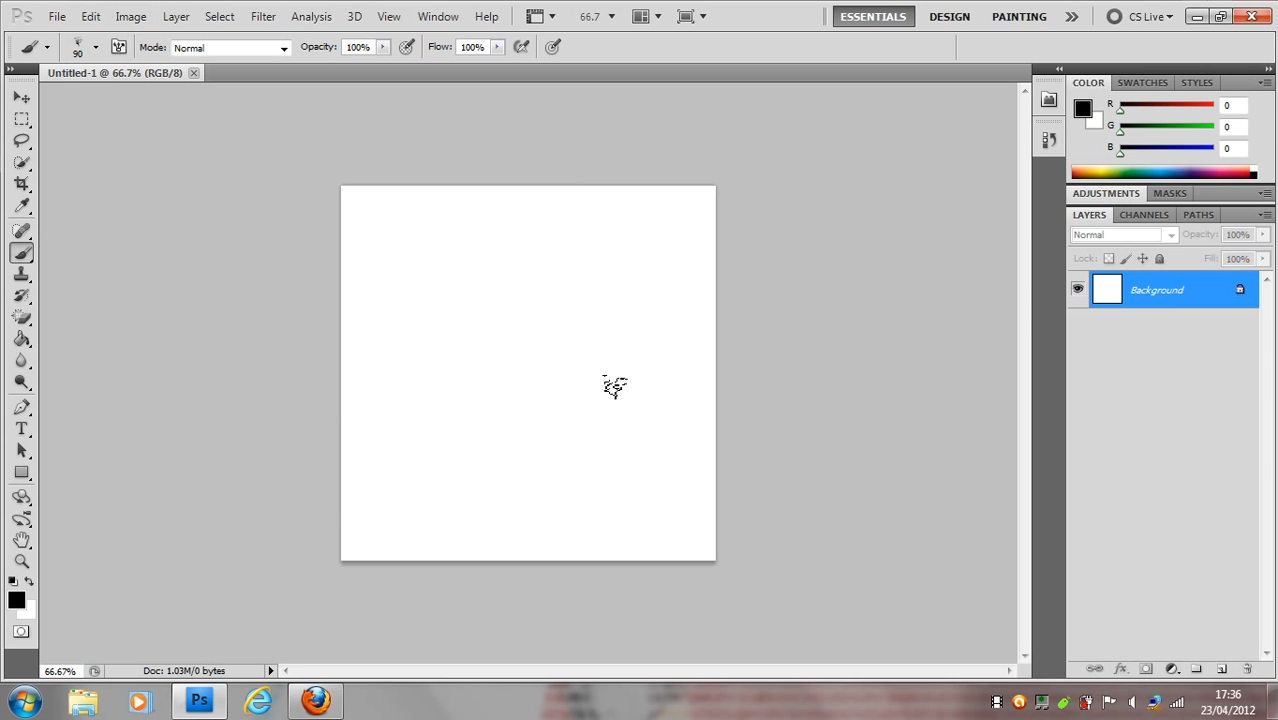 Ps File Edit Image Layer Select Filter Analysis 3D View Window Help 66.7 ESSENTIALS DESIGN PAINTING CS Live
90 Mode: Normal Opacity: 100% Flow: 100%
Untitled-1 @ 66.7% (RGB/8)
COLOR SWATCHES STYLES
R 0
G 0
B 0
ADJUSTMENTS MASKS
LAYERS CHANNELS PATHS
Normal Opacity: 100%
Lock: Fill: 100%
Background
T
66.67% Doc: 1.03M/0 bytes
Ps
17:36
23/04/2012